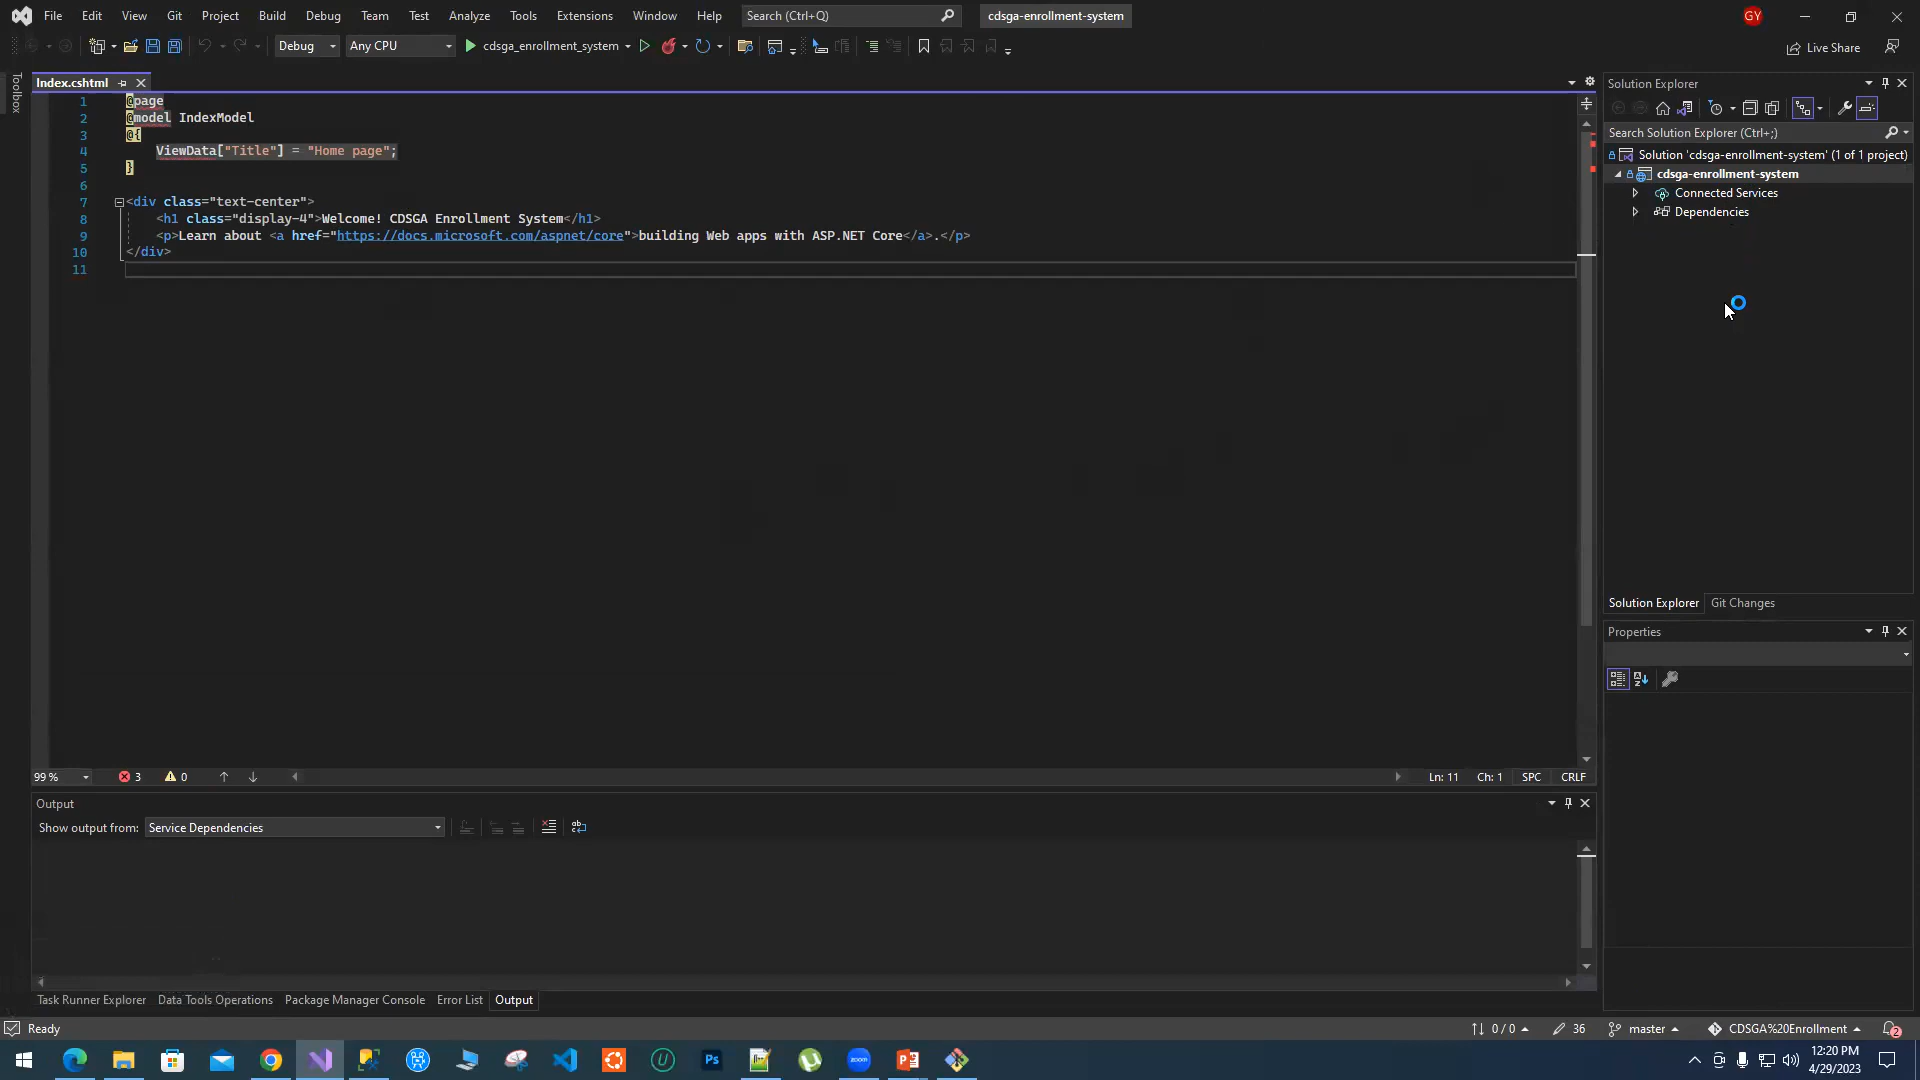 File Edit View Git Project Build Debug Team Test Analyze Tools Extensions Window Help Search (Ctrl+Q) cdsga-enrollment-system GY
Debug Any CPU cdsga_enrollment_system Live Share
Toolbox
Index.cshtml
1 @page
2 @model IndexModel
3 @{
4 ViewData["Title"] = "Home page";
5 }
6
7 <div class="text-center">
8 <h1 class="display-4">Welcome! CDSGA Enrollment System</h1>
9 <p>Learn about <a href="https://docs.microsoft.com/aspnet/core">building Web apps with ASP.NET Core</a>.</p>
10 </div>
11
Solution Explorer
Search Solution Explorer (Ctrl+;)
Solution 'cdsga-enrollment-system' (1 of 1 project)
cdsga-enrollment-system
Connected Services
Dependencies
Solution Explorer Git Changes
Properties
99 % 3 0 Ln: 11 Ch: 1 SPC CRLF
Output
Show output from: Service Dependencies
Task Runner Explorer Data Tools Operations Package Manager Console Error List Output
Ready 0 / 0 36 master CDSGA%20Enrollment 2
12:20 PM
4/29/2023